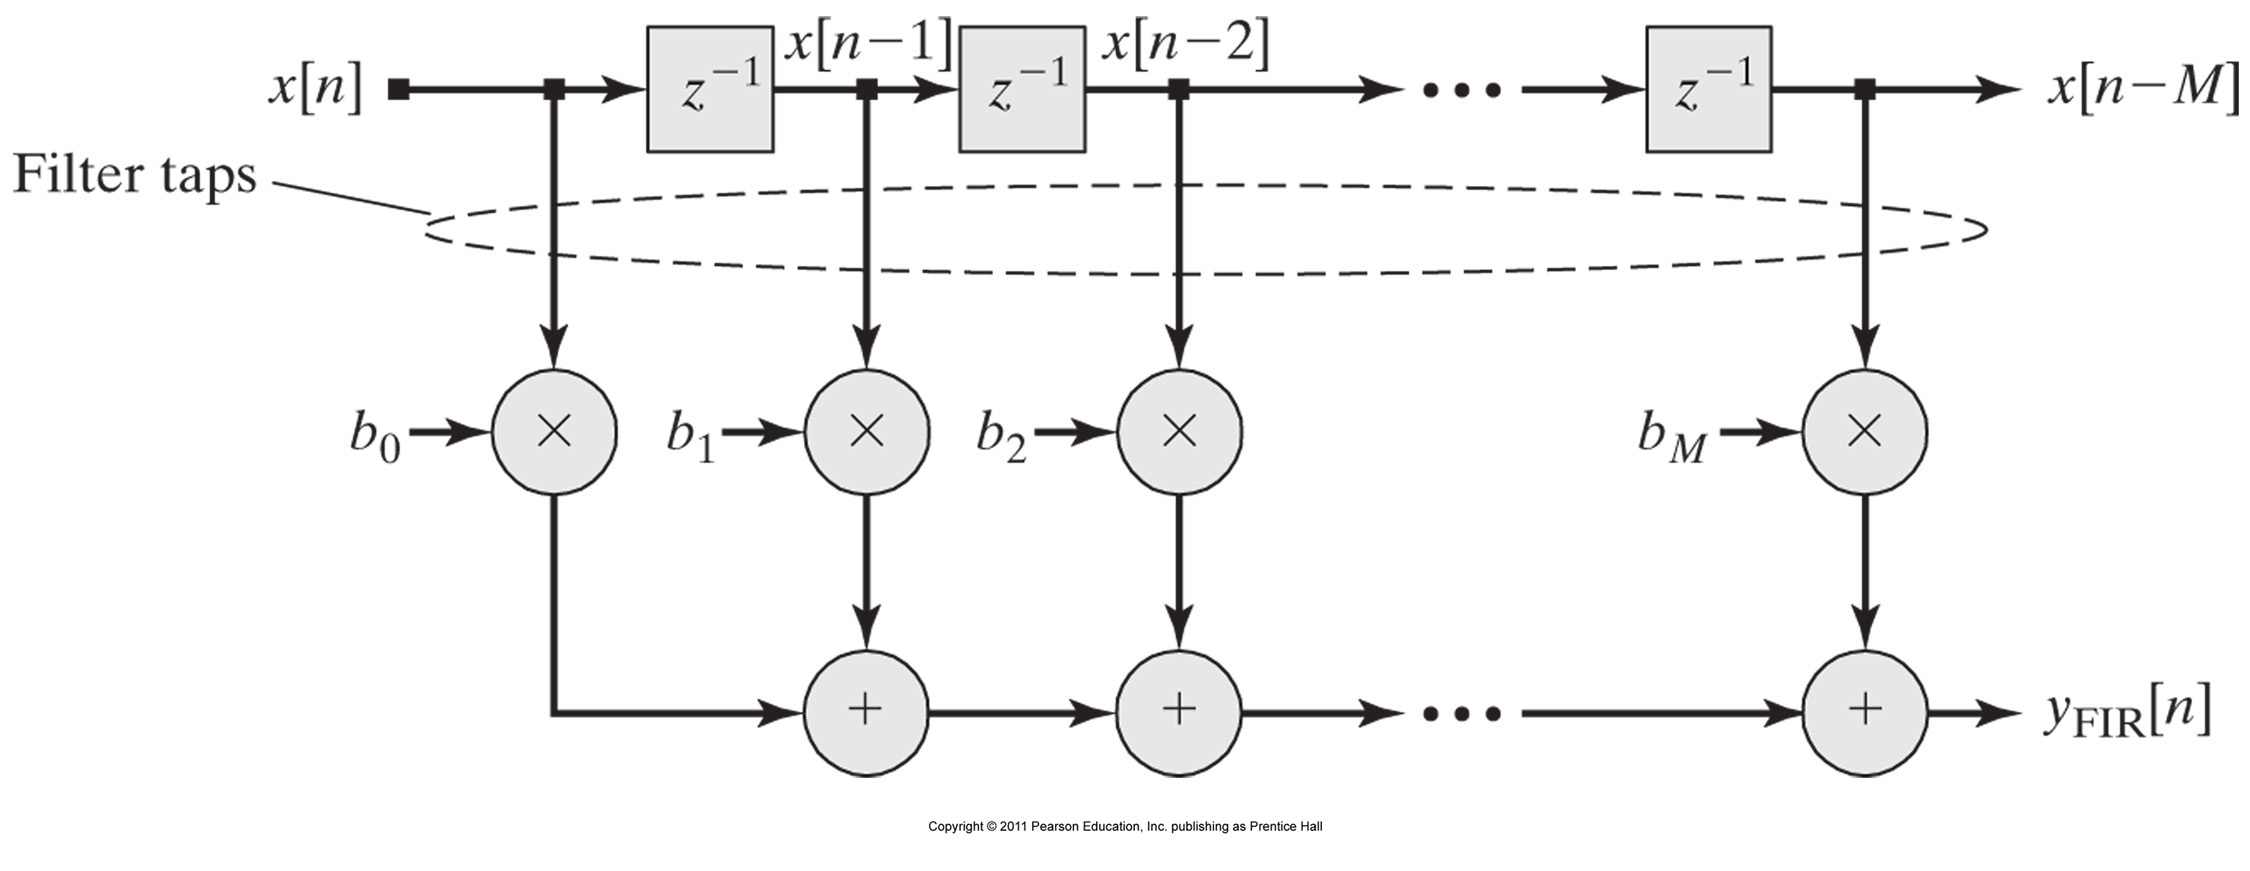 x[n] z⁻¹ x[n−1] z⁻¹ x[n−2] ••• z⁻¹ x[n−M]
Filter taps
b₀ × b₁ × b₂ × b_M ×
+ + ••• + y_FIR[n]
Copyright © 2011 Pearson Education, Inc. publishing as Prentice Hall